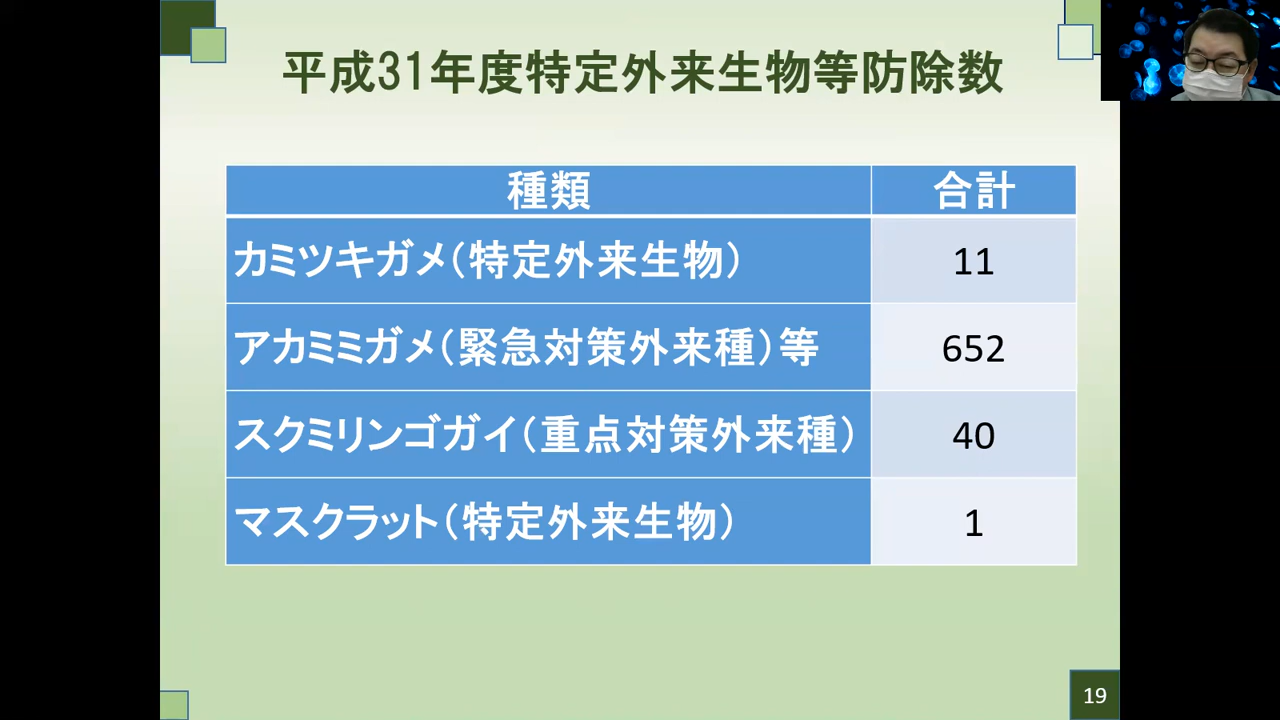 平成31年度特定外来生物等防除数
種類 合計
カミツキガメ(特定外来生物) 11
アカミミガメ(緊急対策外来種)等 652
スクミリンゴガイ(重点対策外来種) 40
マスクラット(特定外来生物) 1
19